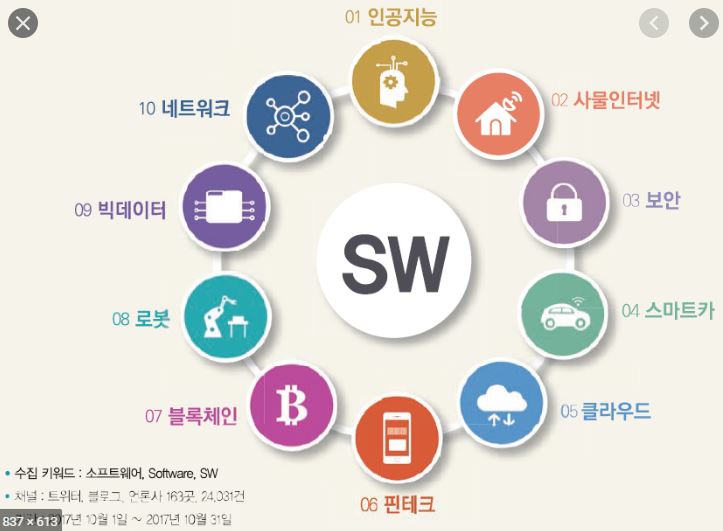 01 인공지능
02 사물인터넷
03 보안
04 스마트카
05 클라우드
06 핀테크
07 블록체인
08 로봇
09 빅데이터
10 네트워크
SW
• 수집 키워드 : 소프트웨어, Software, SW
• 채널 : 트위터, 블로그, 언론사 163곳, 24,031건
2017년 10월 1일 ~ 2017년 10월 31일
837 × 613